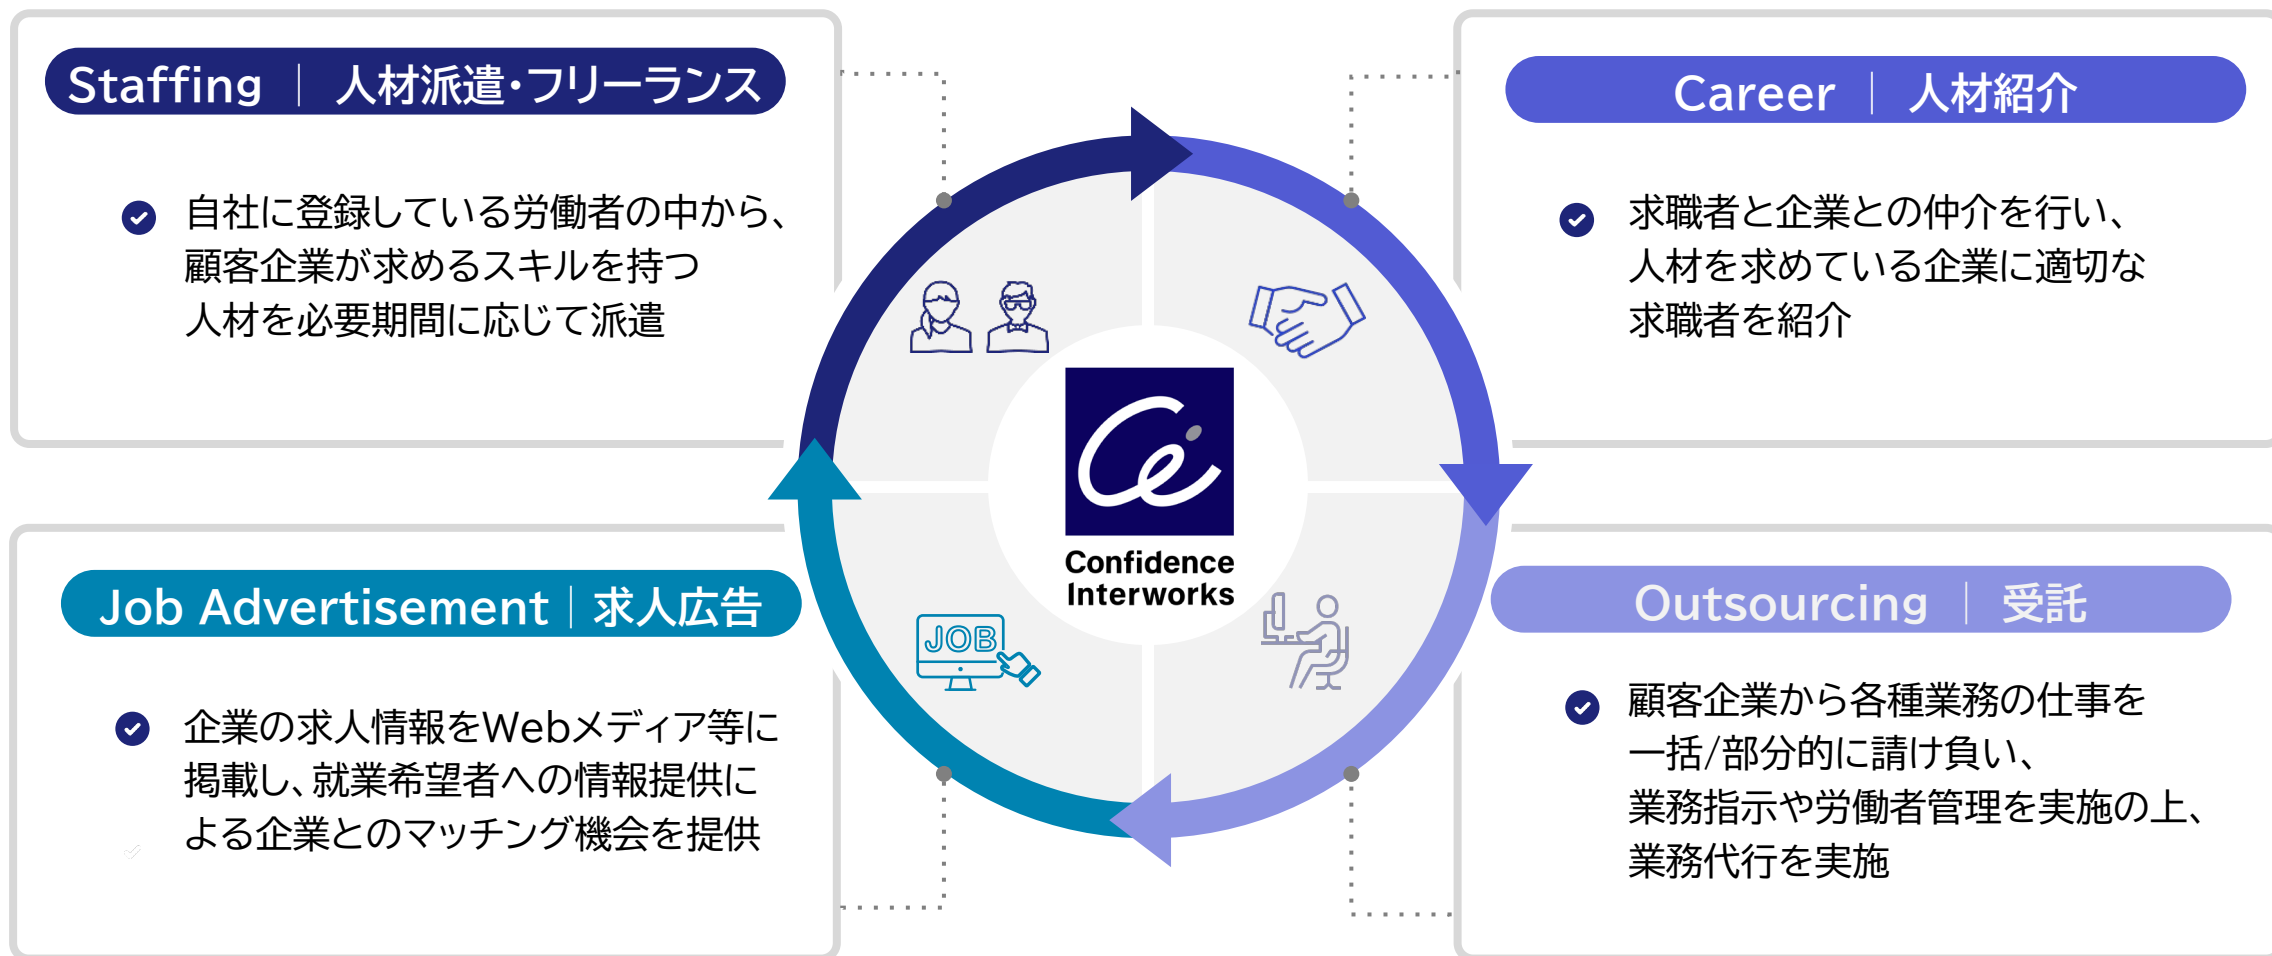 Staffing ｜ 人材派遣・フリーランス
自社に登録している労働者の中から、
顧客企業が求めるスキルを持つ
人材を必要期間に応じて派遣
Career ｜ 人材紹介
求職者と企業との仲介を行い、
人材を求めている企業に適切な
求職者を紹介
Ci
Confidence
Interworks
JOB
Job Advertisement｜求人広告
企業の求人情報をWebメディア等に
掲載し、就業希望者への情報提供に
よる企業とのマッチング機会を提供
Outsourcing ｜ 受託
顧客企業から各種業務の仕事を
一括/部分的に請け負い、
業務指示や労働者管理を実施の上、
業務代行を実施